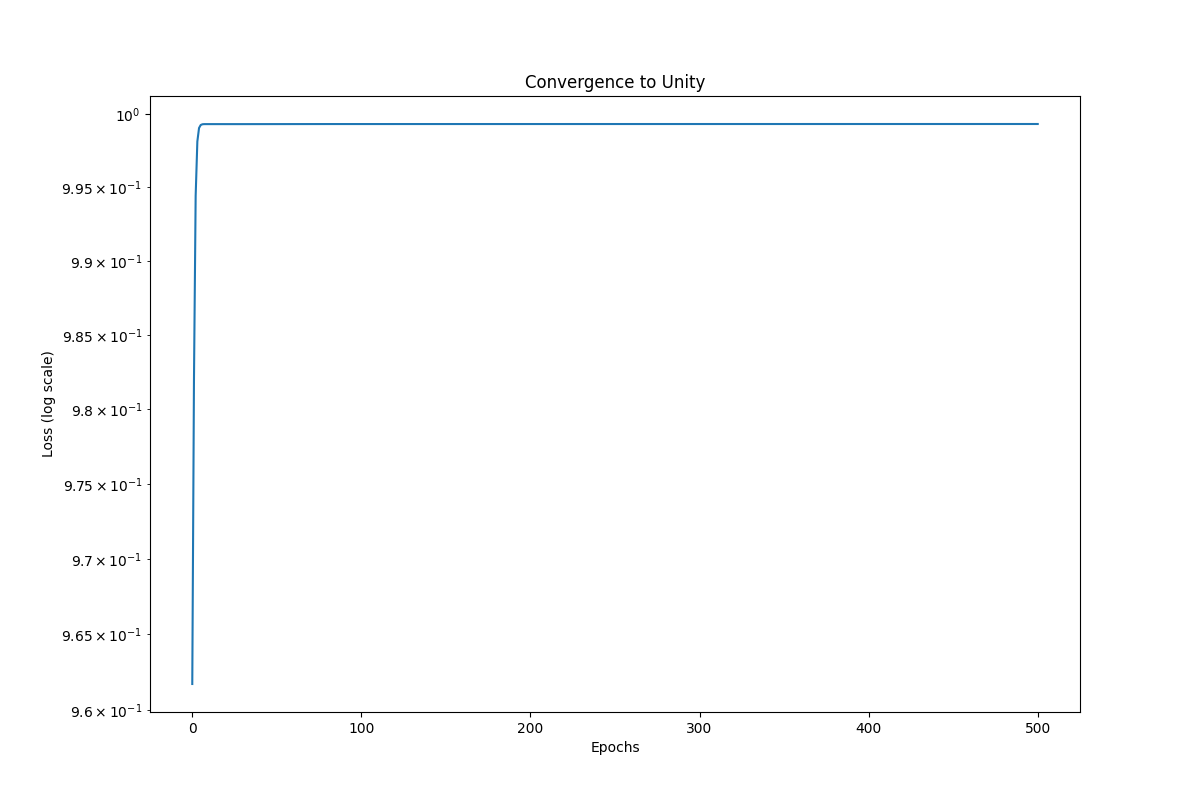 Convergence to Unity
10⁰
9.95 × 10⁻¹
9.9 × 10⁻¹
9.85 × 10⁻¹
9.8 × 10⁻¹
9.75 × 10⁻¹
9.7 × 10⁻¹
9.65 × 10⁻¹
9.6 × 10⁻¹
Loss (log scale)
0 100 200 300 400 500
Epochs